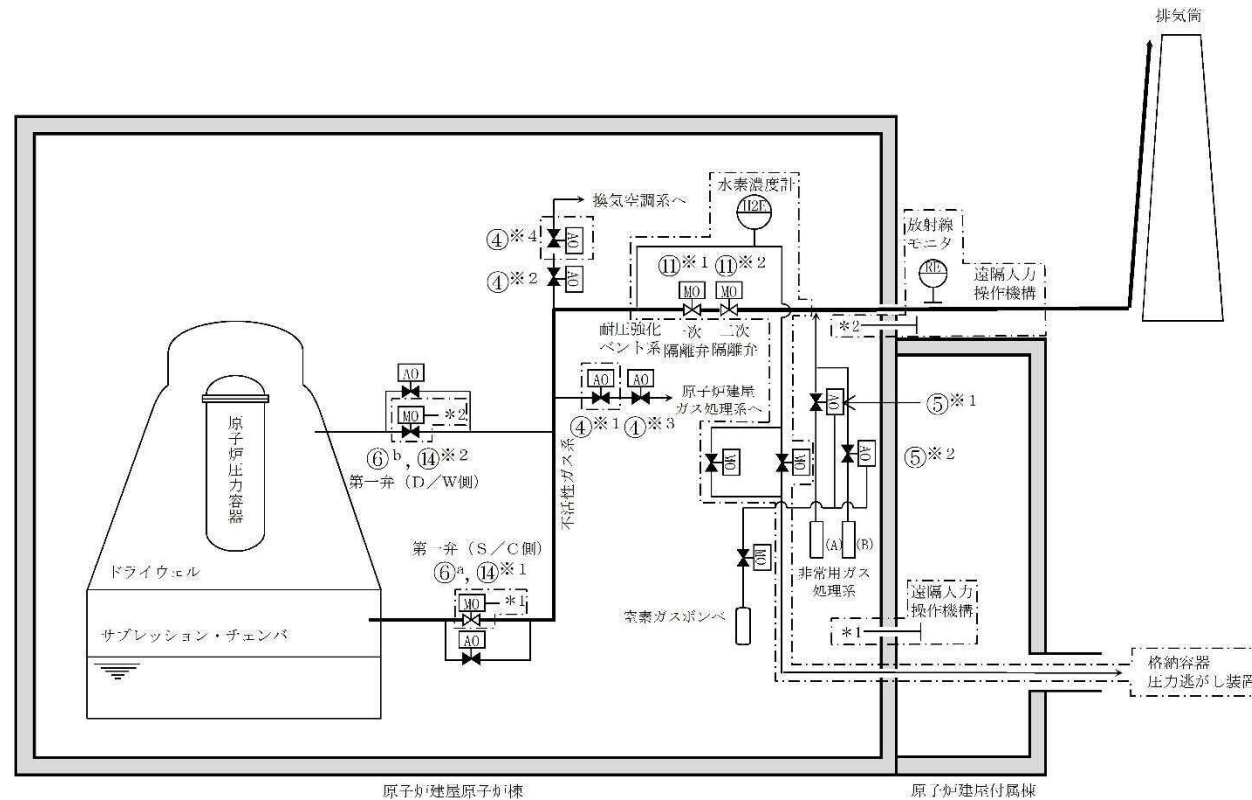 排気筒
水素濃度計
H2E
換気空調系へ
放射線
モニタ
RE
遠隔人力
操作機構
④※4
AO
④※2
AO
⑪※1
⑪※2
MO
MO
耐圧強化
ベント系
一次
隔離弁
二次
隔離弁
*2
AO
MO
*2
⑥b, ⑭※2
第一弁(D/W側)
AO
AO
④※1
④※3
原子炉建屋
ガス処理系へ
AO
⑤※1
AO
⑤※2
MO
MO
不活性ガス系
原子炉圧力容器
第一弁(S/C側)
⑥a, ⑭※1
MO
*1
AO
ドライウェル
サプレッション・チェンバ
MO
(A)
(B)
非常用ガス
処理系
窒素ガスボンベ
遠隔人力
操作機構
*1
格納容器
圧力逃がし装置
原子炉建屋原子炉棟
原子炉建屋付属棟